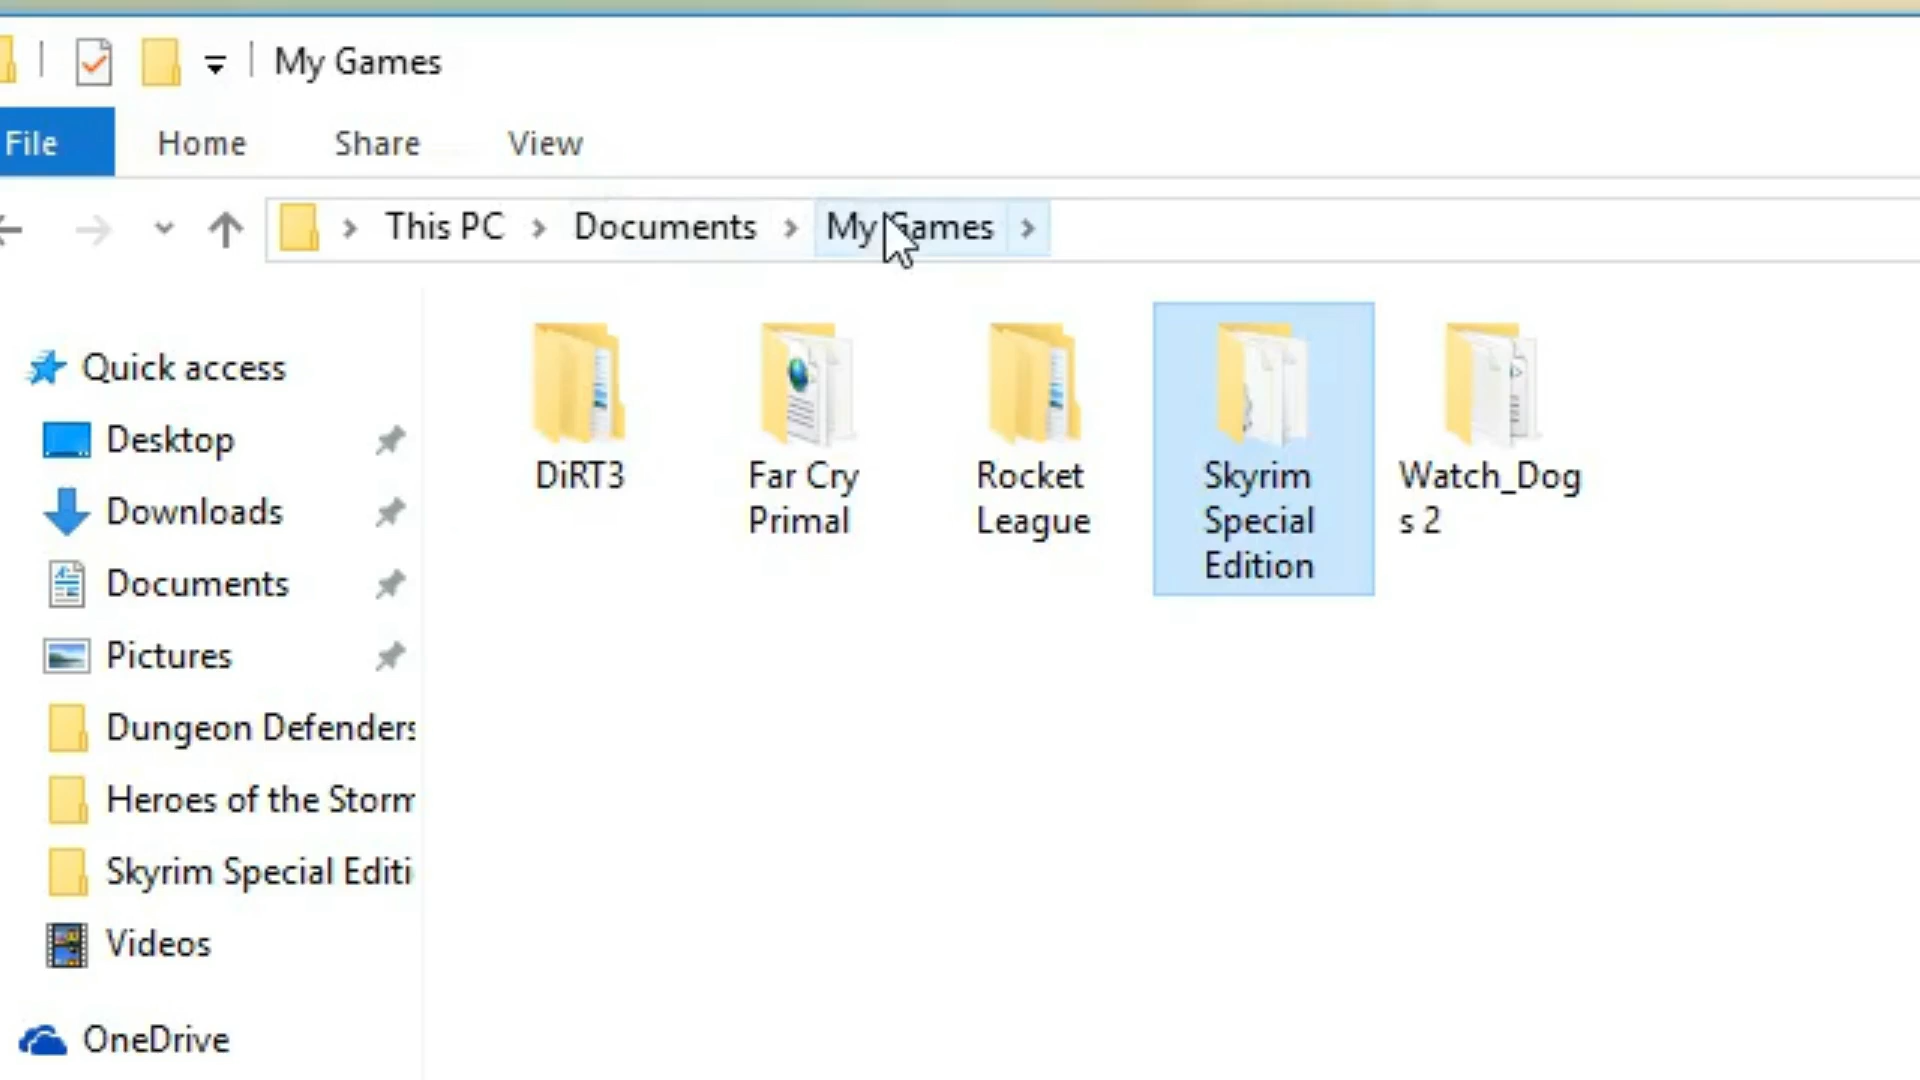 My Games
File Home Share View
This PC Documents My Games
Quick access
Desktop
Downloads
Documents
Pictures
Dungeon Defenders
Heroes of the Storm
Skyrim Special Editi
Videos
OneDrive
DiRT3
Far Cry
Primal
Rocket
League
Skyrim
Special
Edition
Watch_Dog
s 2